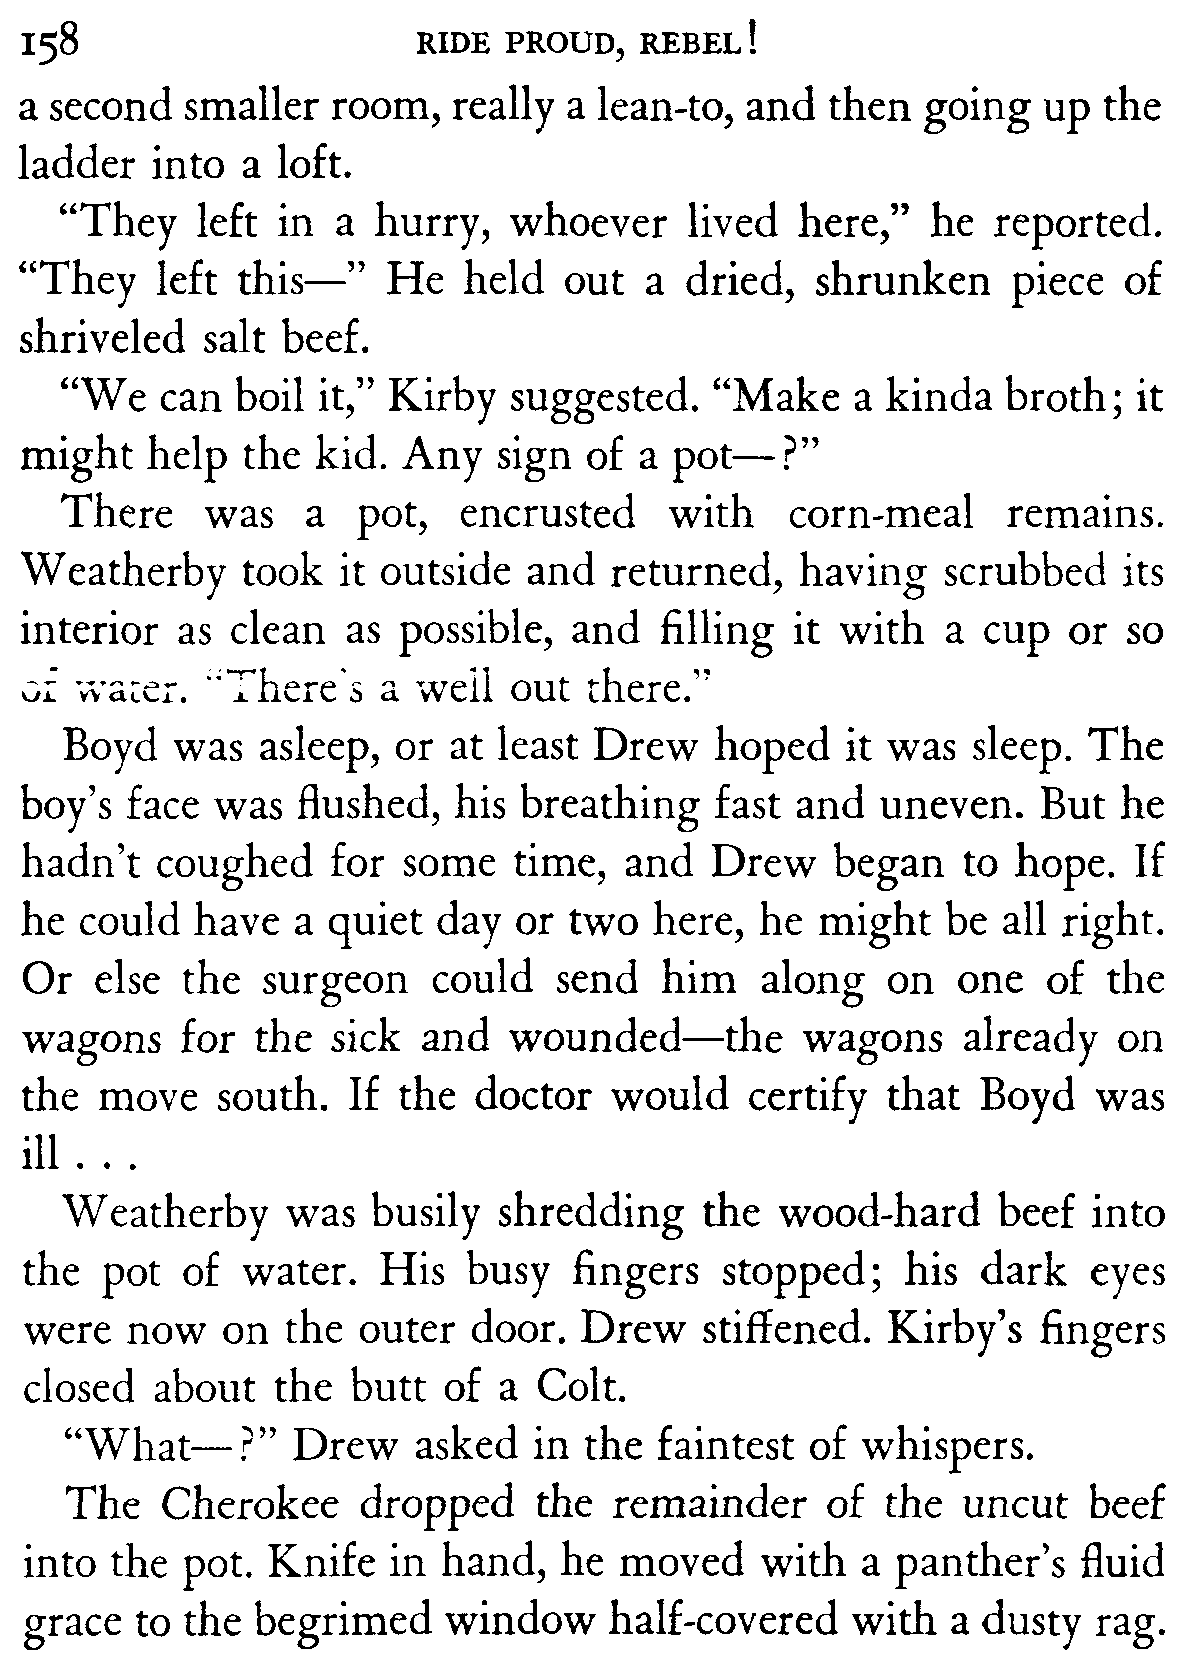 158 RIDE PROUD, REBEL!
a second smaller room, really a lean-to, and then going up the
ladder into a loft.
“They left in a hurry, whoever lived here,” he reported.
“They left this—” He held out a dried, shrunken piece of
shriveled salt beef.
“We can boil it,” Kirby suggested. “Make a kinda broth; it
might help the kid. Any sign of a pot—?”
There was a pot, encrusted with corn-meal remains.
Weatherby took it outside and returned, having scrubbed its
interior as clean as possible, and filling it with a cup or so
of water. “There's a well out there.”
Boyd was asleep, or at least Drew hoped it was sleep. The
boy's face was flushed, his breathing fast and uneven. But he
hadn't coughed for some time, and Drew began to hope. If
he could have a quiet day or two here, he might be all right.
Or else the surgeon could send him along on one of the
wagons for the sick and wounded—the wagons already on
the move south. If the doctor would certify that Boyd was
ill . . .
Weatherby was busily shredding the wood-hard beef into
the pot of water. His busy fingers stopped; his dark eyes
were now on the outer door. Drew stiffened. Kirby's fingers
closed about the butt of a Colt.
“What—?” Drew asked in the faintest of whispers.
The Cherokee dropped the remainder of the uncut beef
into the pot. Knife in hand, he moved with a panther's fluid
grace to the begrimed window half-covered with a dusty rag.